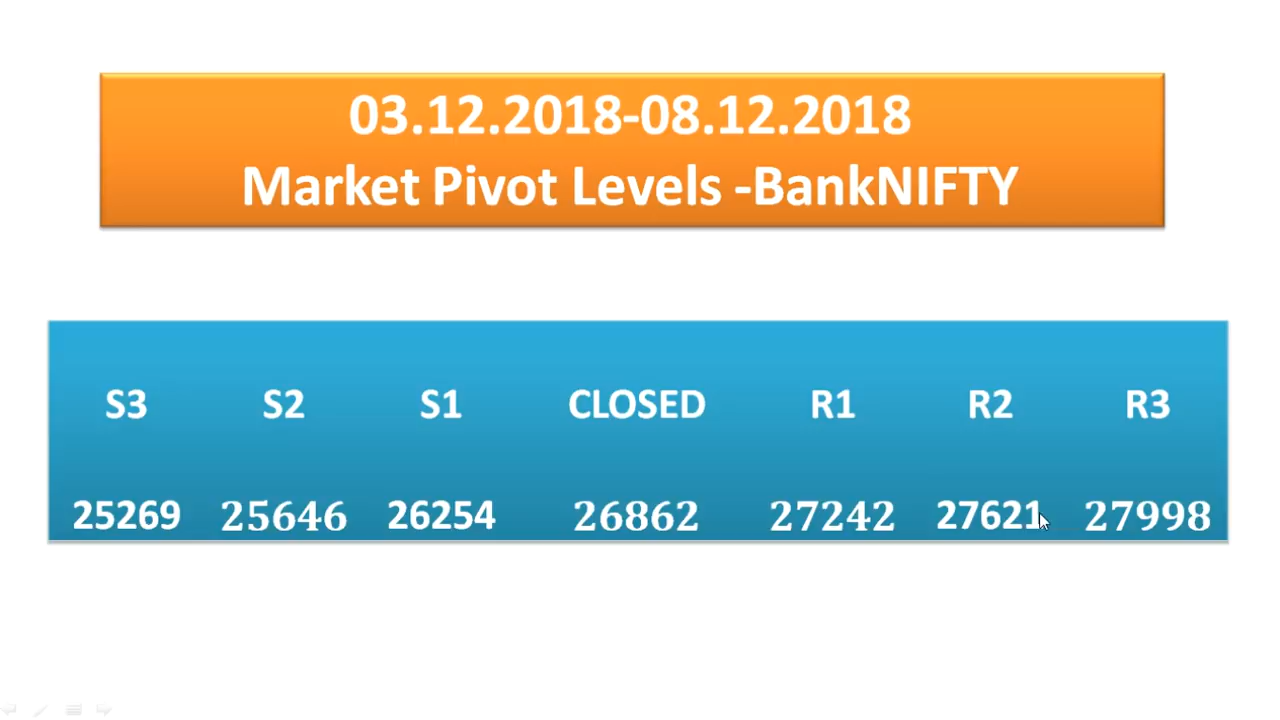 03.12.2018-08.12.2018
Market Pivot Levels -BankNIFTY
S3 S2 S1 CLOSED R1 R2 R3
25269 25646 26254 26862 27242 27621 27998